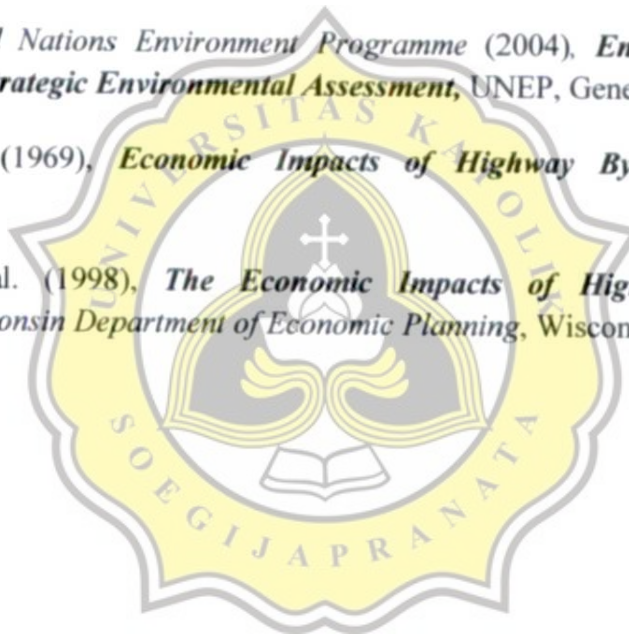 Nations Environment Programme (2004), En
rategic Environmental Assessment, UNEP, Gene
(1969), Economic Impacts of Highway By
al. (1998), The Economic Impacts of Hig
onsin Department of Economic Planning, Wiscon
UNIVERSITAS KATOLIK
SOEGIJAPRANATA